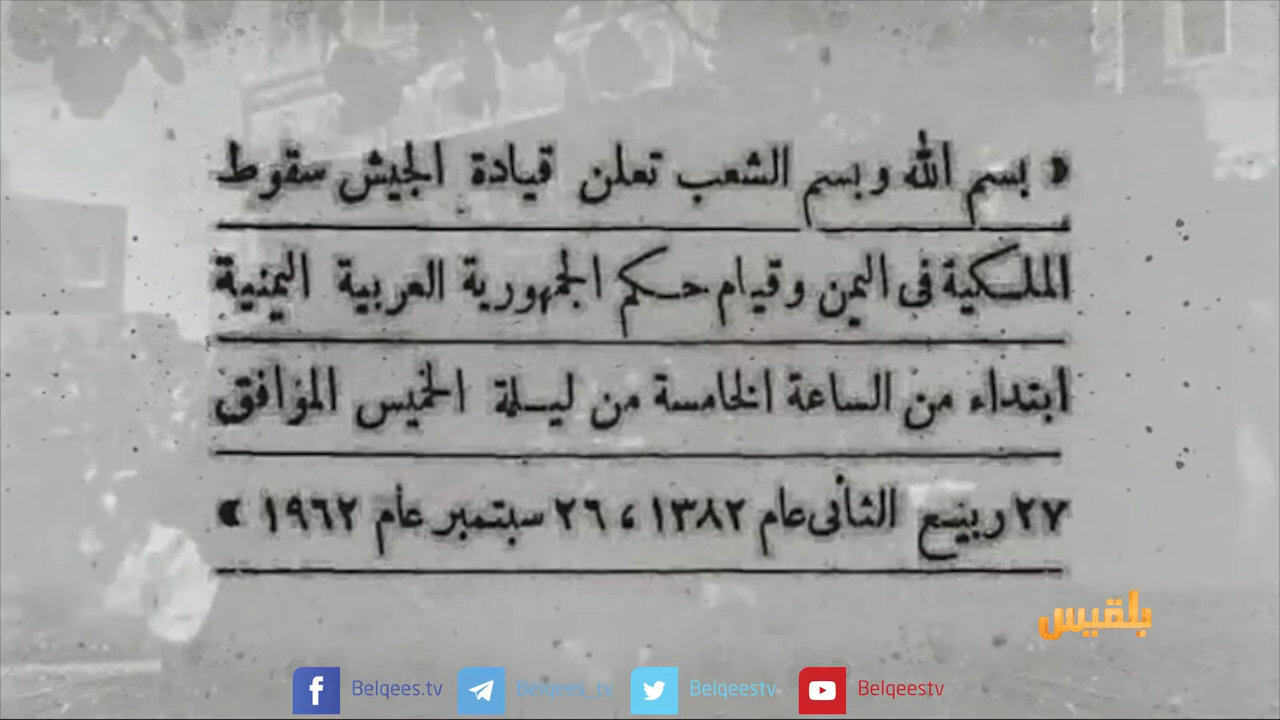 « بسم الله وبسم الشعب تعلن قيادة الجيش سقوط
الملكية فى اليمن وقيام حكم الجمهورية العربية اليمنية
ابتداء من الساعة الخامسة من ليلة الخميس الموافق
٢٧ ربيع الثانى عام ١٣٨٢ ، ٢٦ سبتمبر عام ١٩٦٢ »
بلقيس
Belqees.tv Belqees_tv Belqeestv Belqeestv